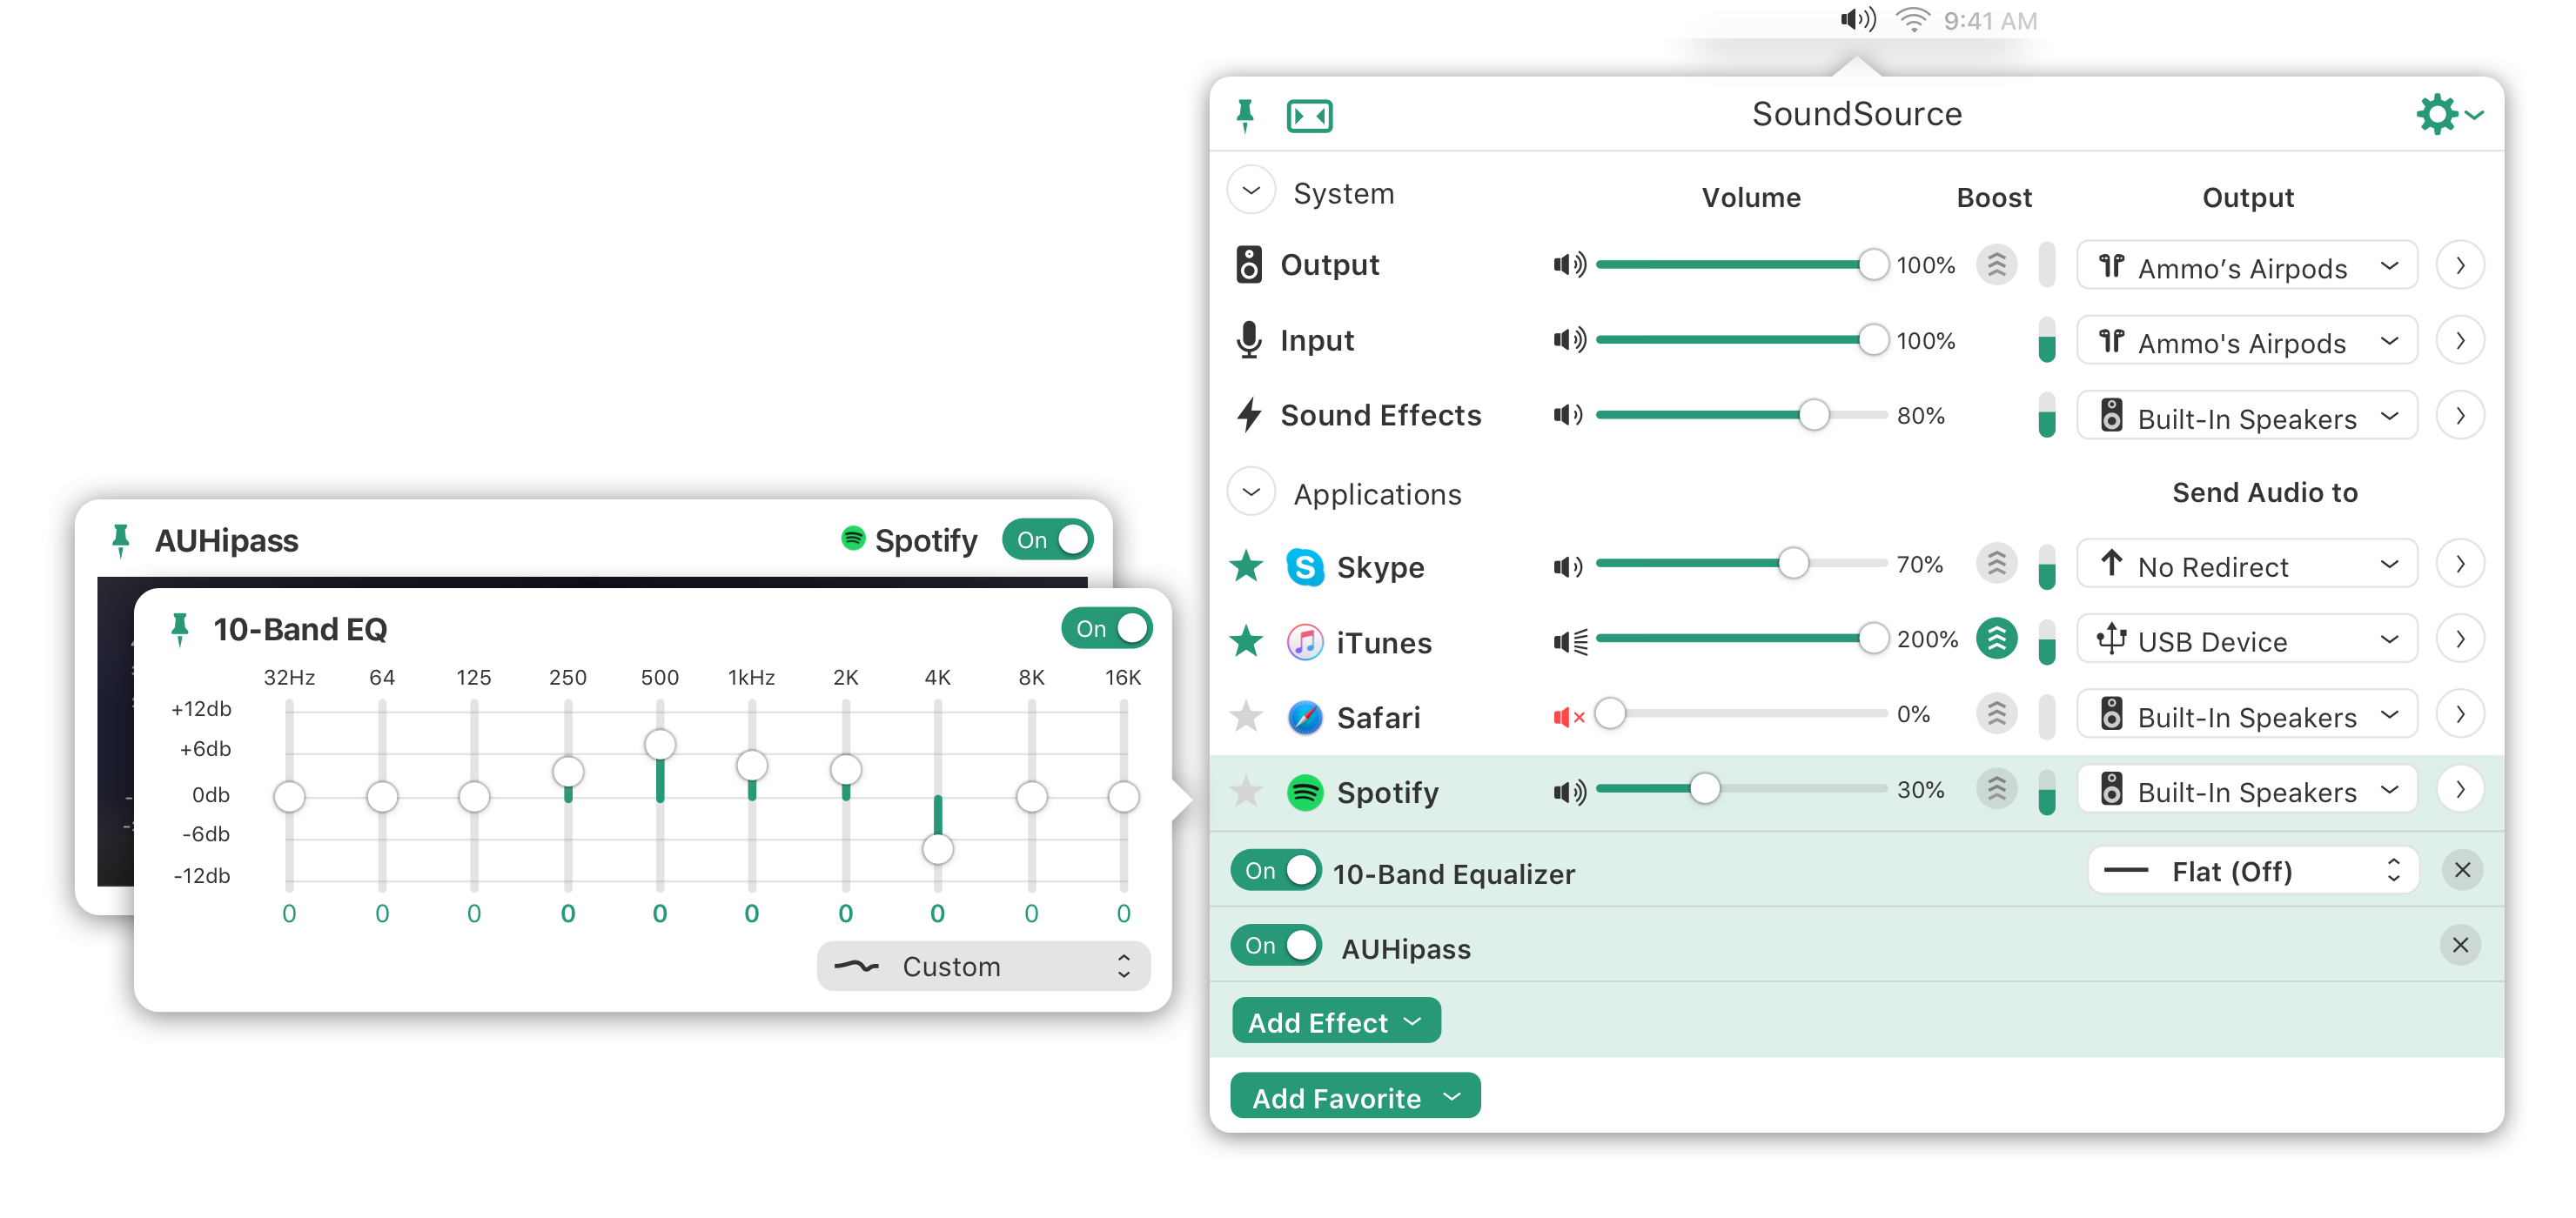 9:41 AM
SoundSource
System Volume Boost Output
Output 100% Ammo’s Airpods
Input 100% Ammo's Airpods
Sound Effects 80% Built-In Speakers
Applications Send Audio to
Skype 70% No Redirect
iTunes 200% USB Device
Safari 0% Built-In Speakers
Spotify 30% Built-In Speakers
On 10-Band Equalizer Flat (Off)
On AUHipass
Add Effect
Add Favorite
AUHipass Spotify On
10-Band EQ On
32Hz 64 125 250 500 1kHz 2K 4K 8K 16K
+12db
+6db
0db
-6db
-12db
0 0 0 0 0 0 0 0 0 0
Custom